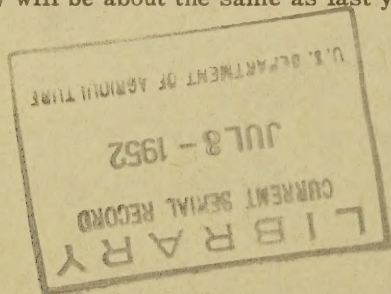 will be about the same as last y
LIBRARY
CURRENT SERIAL RECORD
JUL 8 - 1952
U. S. DEPARTMENT OF AGRICULTURE